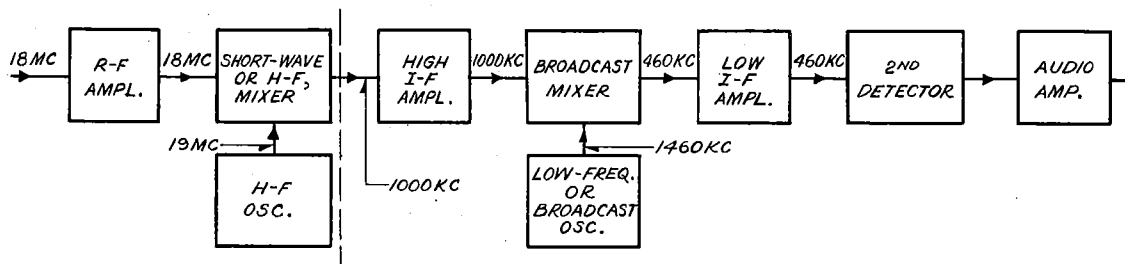 18MC
R-F
AMPL.
18MC
SHORT-WAVE
OR H-F,
MIXER
HIGH
I-F
AMPL.
1000KC
BROADCAST
MIXER
460KC
LOW
I-F
AMPL.
460KC
2ND
DETECTOR
AUDIO
AMP.
19MC
H-F
OSC.
1000KC
1460KC
LOW-FREQ.
OR
BROADCAST
OSC.